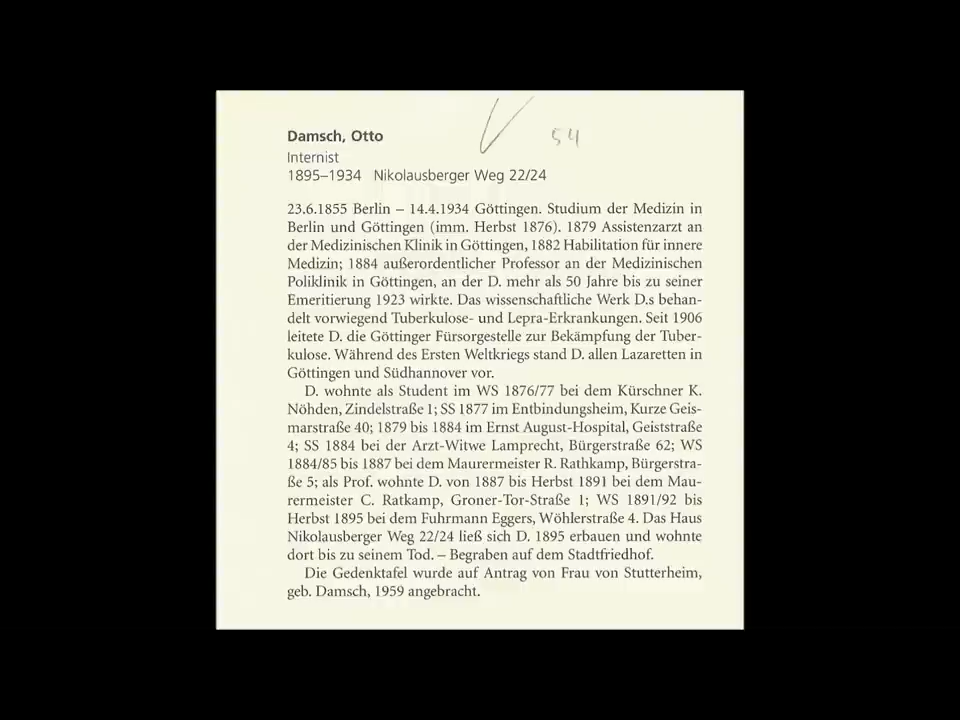 54
Damsch, Otto
Internist
1895–1934 Nikolausberger Weg 22/24
23.6.1855 Berlin – 14.4.1934 Göttingen. Studium der Medizin in
Berlin und Göttingen (imm. Herbst 1876). 1879 Assistenzarzt an
der Medizinischen Klinik in Göttingen, 1882 Habilitation für innere
Medizin; 1884 außerordentlicher Professor an der Medizinischen
Poliklinik in Göttingen, an der D. mehr als 50 Jahre bis zu seiner
Emeritierung 1923 wirkte. Das wissenschaftliche Werk D.s behan-
delt vorwiegend Tuberkulose- und Lepra-Erkrankungen. Seit 1906
leitete D. die Göttinger Fürsorgestelle zur Bekämpfung der Tuber-
kulose. Während des Ersten Weltkriegs stand D. allen Lazaretten in
Göttingen und Südhannover vor.
D. wohnte als Student im WS 1876/77 bei dem Kürschner K.
Nöhden, Zindelstraße 1; SS 1877 im Entbindungsheim, Kurze Geis-
marstraße 40; 1879 bis 1884 im Ernst August-Hospital, Geiststraße
4; SS 1884 bei der Arzt-Witwe Lamprecht, Bürgerstraße 62; WS
1884/85 bis 1887 bei dem Maurermeister R. Rathkamp, Bürgerstra-
ße 5; als Prof. wohnte D. von 1887 bis Herbst 1891 bei dem Mau-
rermeister C. Ratkamp, Groner-Tor-Straße 1; WS 1891/92 bis
Herbst 1895 bei dem Fuhrmann Eggers, Wöhlerstraße 4. Das Haus
Nikolausberger Weg 22/24 ließ sich D. 1895 erbauen und wohnte
dort bis zu seinem Tod. – Begraben auf dem Stadtfriedhof.
Die Gedenktafel wurde auf Antrag von Frau von Stutterheim,
geb. Damsch, 1959 angebracht.